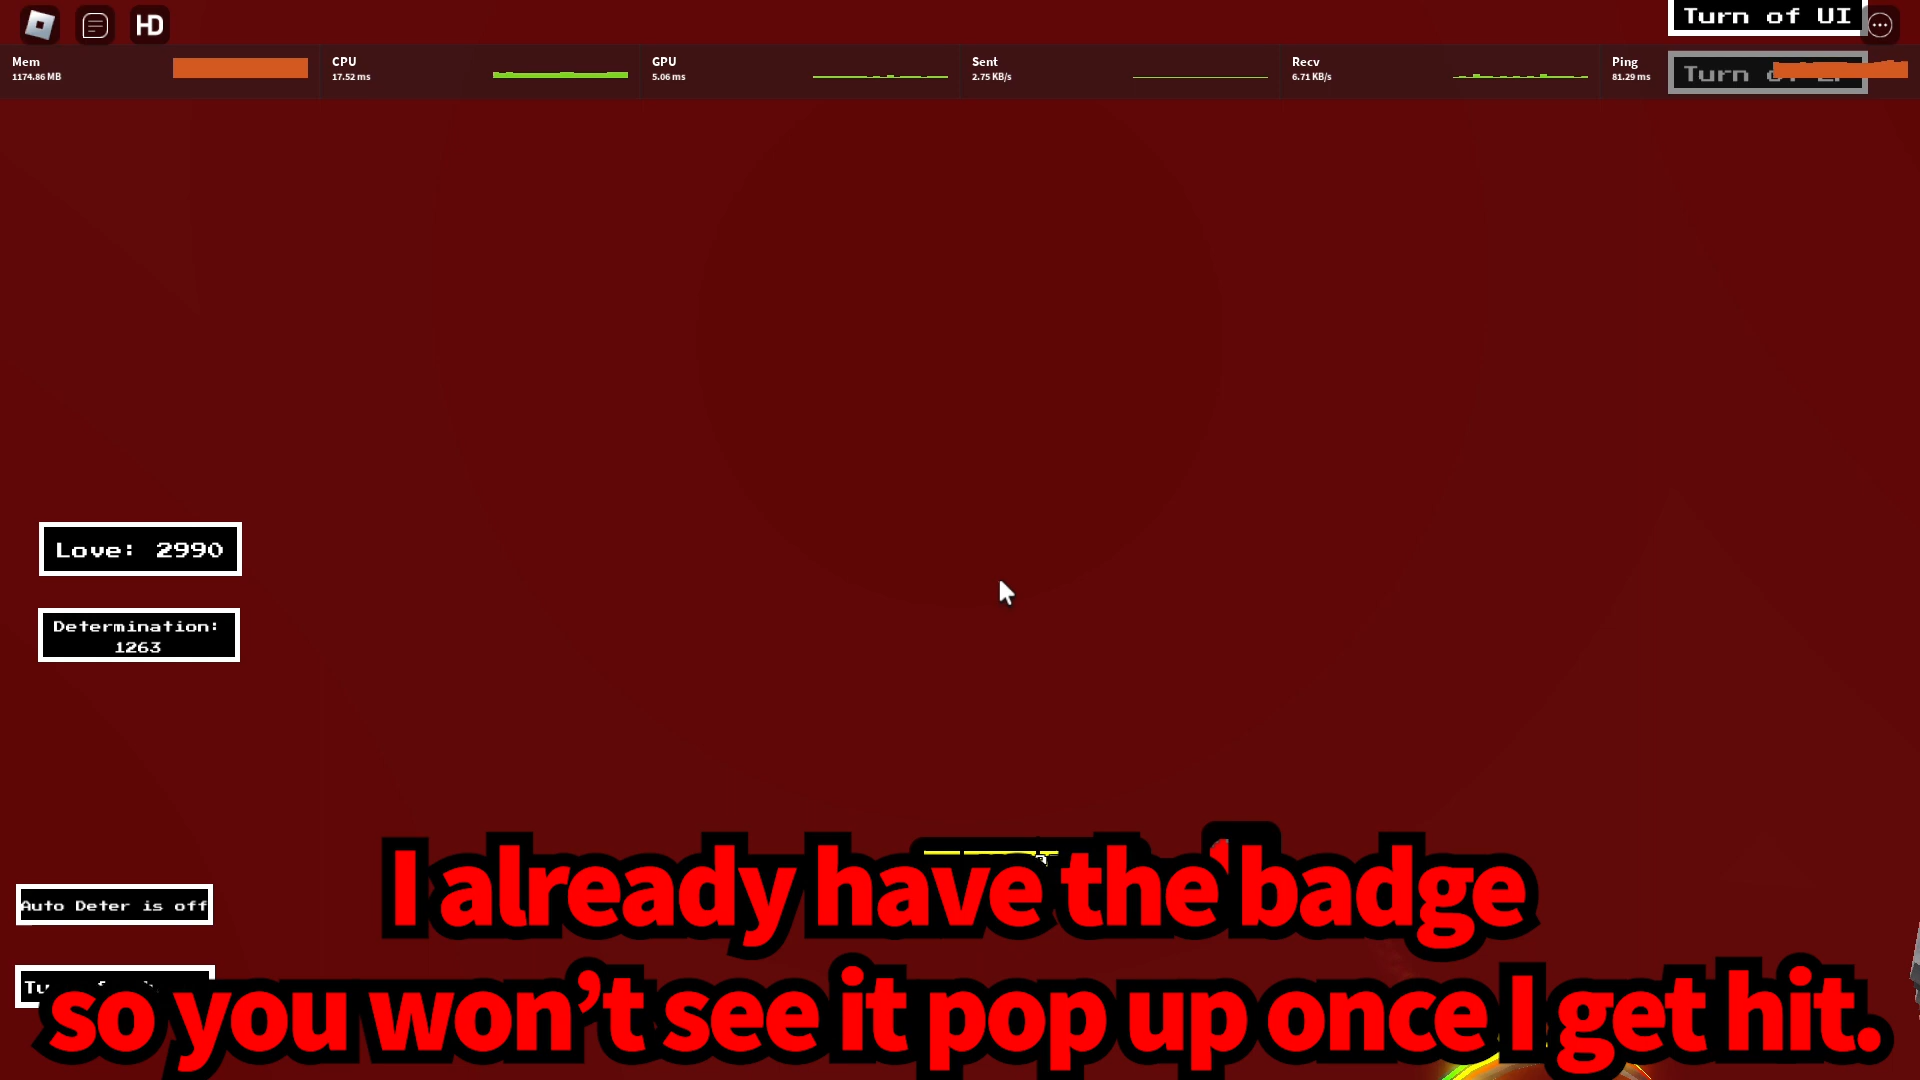 HD
Turn of UI
Mem
1174.86 MB
CPU
17.52 ms
GPU
5.06 ms
Sent
2.75 KB/s
Recv
6.71 KB/s
Ping
81.29 ms
Turn
Love: 2990
Determination:
1263
Auto Deter is off
I already have the badge
so you won't see it pop up once I get hit.